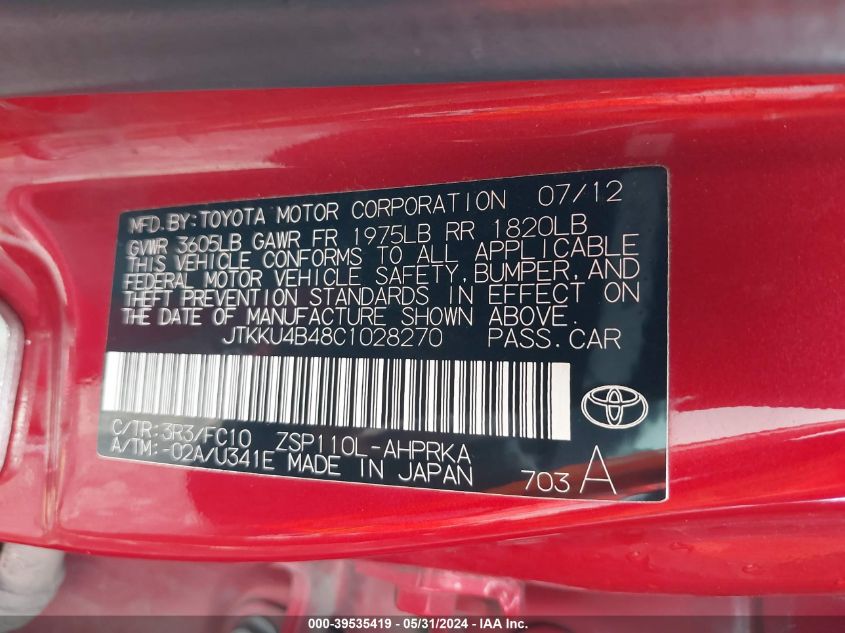 MFD.BY:TOYOTA MOTOR CORPORATION 07/12
GVWR 3605LB GAWR FR 1975LB RR 1820LB
THIS VEHICLE CONFORMS TO ALL APPLICABLE
FEDERAL MOTOR VEHICLE SAFETY,BUMPER,AND
THEFT PREVENTION STANDARDS IN EFFECT ON
THE DATE OF MANUFACTURE SHOWN ABOVE.
JTKKU4B48C1028270 PASS.CAR
C/TR:3R3/FC10 ZSP110L-AHPRKA
A/TM:-02A/U341E MADE IN JAPAN 703 A
000-39535419 - 05/31/2024 - IAA Inc.